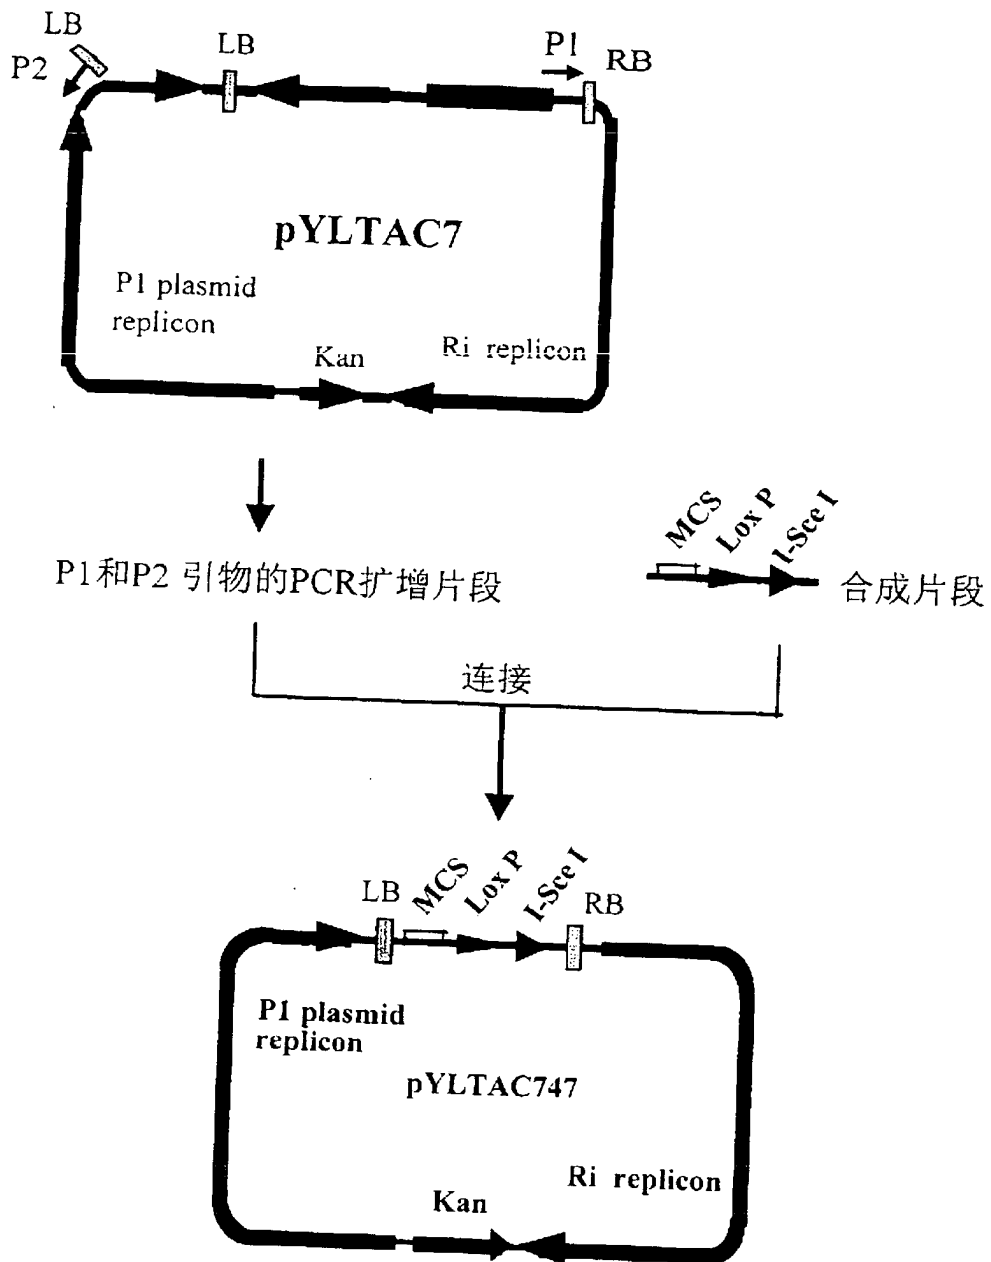 LB
P2
LB
P1
RB
pYLTAC7
P1 plasmid
replicon
Kan
Ri replicon
P1和P2 引物的PCR扩增片段
MCS
Lox P
I-Sce I
合成片段
连接
LB
MCS
Lox P
I-Sce I
RB
P1 plasmid
replicon
pYLTAC747
Ri replicon
Kan